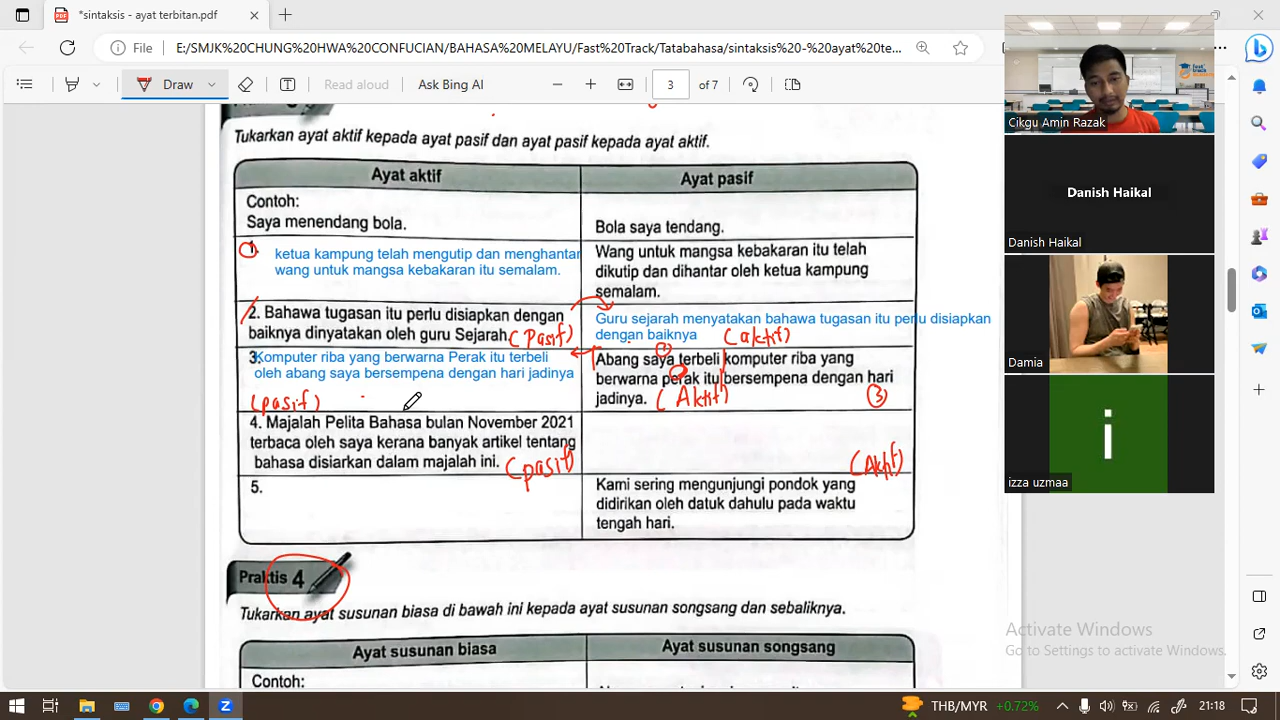 *sintaksis - ayat terbitan.pdf
File
E:/SMJK%20CHUNG%20HWA%20CONFUCIAN/BAHASA%20MELAYU/Fast%20Track/Tatabahasa/sintaksis%20-%20ayat%20te...
Draw
Read aloud
Ask Bing AI
3 of 7
Tukarkan ayat aktif kepada ayat pasif dan ayat pasif kepada ayat aktif.
Ayat aktif
Ayat pasif
Contoh:
Saya menendang bola.
Bola saya tendang.
1.
ketua kampung telah mengutip dan menghantar
wang untuk mangsa kebakaran itu semalam.
Wang untuk mangsa kebakaran itu telah
dikutip dan dihantar oleh ketua kampung
semalam.
2. Bahawa tugasan itu perlu disiapkan dengan
baiknya dinyatakan oleh guru Sejarah. (Pasif)
Guru sejarah menyatakan bahawa tugasan itu perlu disiapkan
dengan baiknya (aktif)
3. Komputer riba yang berwarna Perak itu terbeli
oleh abang saya bersempena dengan hari jadinya
(pasif)
Abang saya terbeli komputer riba yang
berwarna perak itu bersempena dengan hari
jadinya. (Aktif) 3
4. Majalah Pelita Bahasa bulan November 2021
terbaca oleh saya kerana banyak artikel tentang
bahasa disiarkan dalam majalah ini. (pasif)
(Aktif)
5.
Kami sering mengunjungi pondok yang
didirikan oleh datuk dahulu pada waktu
tengah hari.
Praktis 4
Tukarkan ayat susunan biasa di bawah ini kepada ayat susunan songsang dan sebaliknya.
Ayat susunan biasa
Ayat susunan songsang
Contoh:
Cikgu Amin Razak
Danish Haikal
Danish Haikal
Damia
i
izza uzmaa
Activate Windows
Go to Settings to activate Windows.
THB/MYR +0.72%
21:18